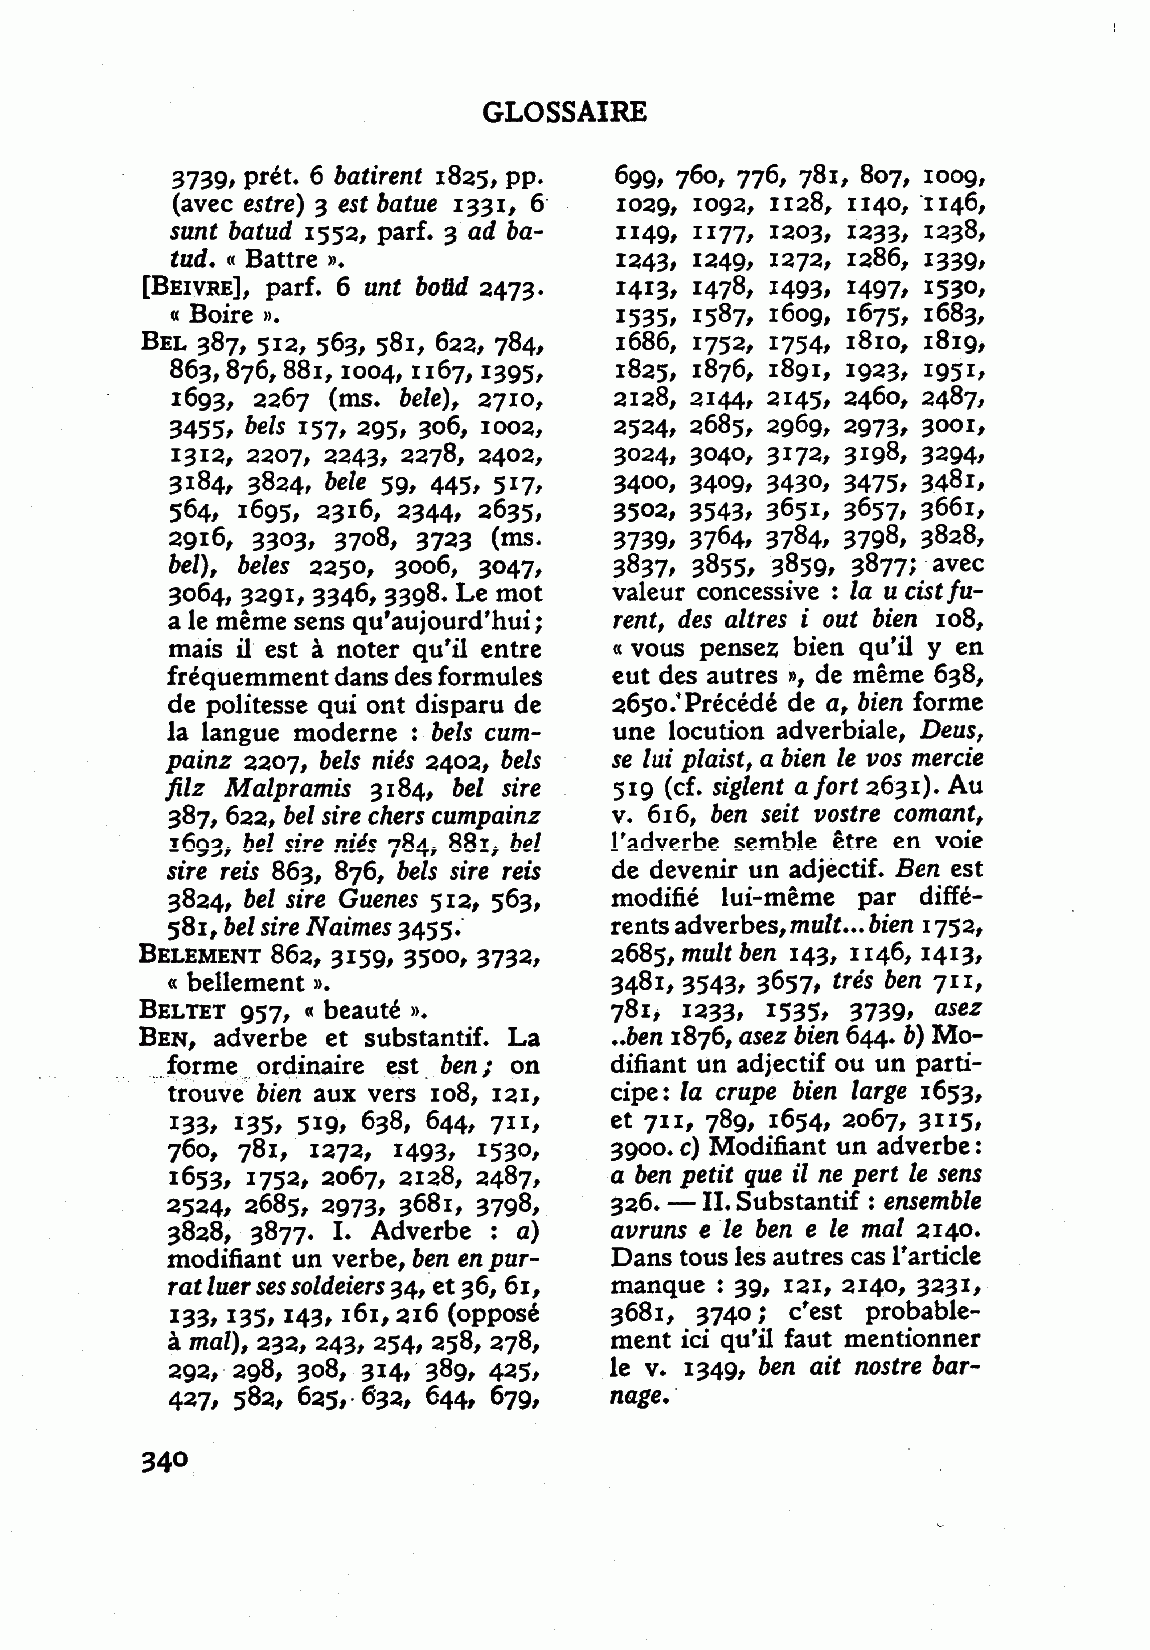 GLOSSAIRE
3739, prét. 6 batirent 1825, pp.
(avec estre) 3 est batue 1331, 6
sunt batud 1552, parf. 3 ad ba-
tud. « Battre ».
[BEIVRE], parf. 6 unt boüd 2473.
« Boire ».
BEL 387, 512, 563, 581, 622, 784,
863, 876, 881, 1004, 1167, 1395,
1693, 2267 (ms. bele), 2710,
3455, bels 157, 295, 306, 1002,
1312, 2207, 2243, 2278, 2402,
3184, 3824, bele 59, 445, 517,
564, 1695, 2316, 2344, 2635,
2916, 3303, 3708, 3723 (ms.
bel), beles 2250, 3006, 3047,
3064, 3291, 3346, 3398. Le mot
a le même sens qu'aujourd'hui ;
mais il est à noter qu'il entre
fréquemment dans des formules
de politesse qui ont disparu de
la langue moderne : bels cum-
painz 2207, bels niés 2402, bels
filz Malpramis 3184, bel sire
387, 622, bel sire chers cumpainz
1693, bel sire niés 784, 881, bel
sire reis 863, 876, bels sire reis
3824, bel sire Guenes 512, 563,
581, bel sire Naimes 3455.
BELEMENT 862, 3159, 3500, 3732,
« bellement ».
BELTET 957, « beauté ».
BEN, adverbe et substantif. La
forme ordinaire est ben ; on
trouve bien aux vers 108, 121,
133, 135, 519, 638, 644, 711,
760, 781, 1272, 1493, 1530,
1653, 1752, 2067, 2128, 2487,
2524, 2685, 2973, 3681, 3798,
3828, 3877. I. Adverbe : a)
modifiant un verbe, ben en pur-
rat luer ses soldeiers 34, et 36, 61,
133, 135, 143, 161, 216 (opposé
à mal), 232, 243, 254, 258, 278,
292, 298, 308, 314, 389, 425,
427, 582, 625, 632, 644, 679,
699, 760, 776, 781, 807, 1009,
1029, 1092, 1128, 1140, 1146,
1149, 1177, 1203, 1233, 1238,
1243, 1249, 1272, 1286, 1339,
1413, 1478, 1493, 1497, 1530,
1535, 1587, 1609, 1675, 1683,
1686, 1752, 1754, 1810, 1819,
1825, 1876, 1891, 1923, 1951,
2128, 2144, 2145, 2460, 2487,
2524, 2685, 2969, 2973, 3001,
3024, 3040, 3172, 3198, 3294,
3400, 3409, 3430, 3475, 3481,
3502, 3543, 3651, 3657, 3661,
3739, 3764, 3784, 3798, 3828,
3837, 3855, 3859, 3877; avec
valeur concessive : la u cist fu-
rent, des altres i out bien 108,
« vous pensez bien qu'il y en
eut des autres », de même 638,
2650. Précédé de a, bien forme
une locution adverbiale, Deus,
se lui plaist, a bien le vos mercie
519 (cf. siglent a fort 2631). Au
v. 616, ben seit vostre comant,
l'adverbe semble être en voie
de devenir un adjectif. Ben est
modifié lui-même par diffé-
rents adverbes, mult... bien 1752,
2685, mult ben 143, 1146, 1413,
3481, 3543, 3657, trés ben 711,
781, 1233, 1535, 3739, asez
..ben 1876, asez bien 644. b) Mo-
difiant un adjectif ou un parti-
cipe : la crupe bien large 1653,
et 711, 789, 1654, 2067, 3115,
3900. c) Modifiant un adverbe :
a ben petit que il ne pert le sens
326. — II. Substantif : ensemble
avruns e le ben e le mal 2140.
Dans tous les autres cas l'article
manque : 39, 121, 2140, 3231,
3681, 3740 ; c'est probable-
ment ici qu'il faut mentionner
le v. 1349, ben ait nostre bar-
nage.
340